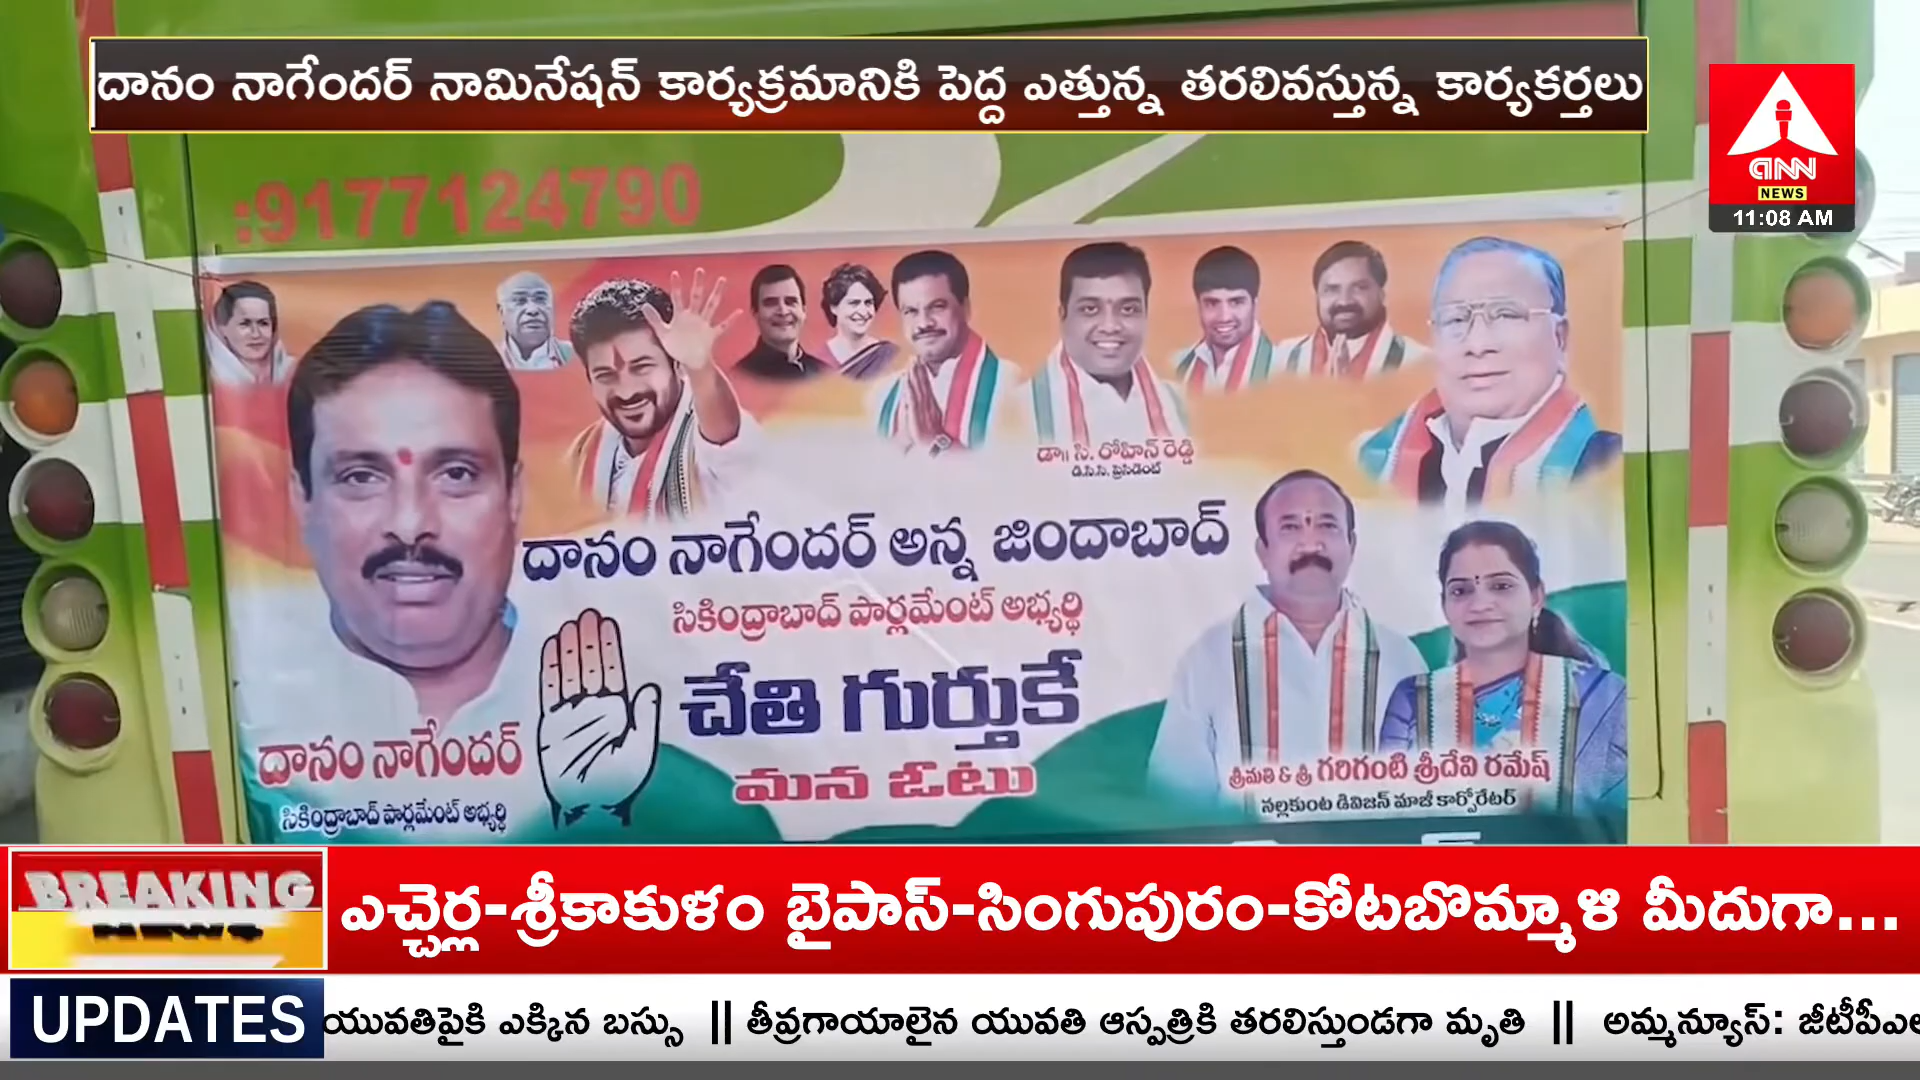 దానం నాగేందర్ నామినేషన్ కార్యక్రమానికి పెద్ద ఎత్తున్న తరలివస్తున్న కార్యకర్తలు
ANN
NEWS
11:08 AM
:9177124790
డా॥ సి. రోహిన్ రెడ్డి
డి.సి.సి. ప్రెసిడెంట్
దానం నాగేందర్ అన్న జిందాబాద్
సికింద్రాబాద్ పార్లమేంట్ అభ్యర్థి
చేతి గుర్తుకే
మన ఓటు
దానం నాగేందర్
సికింద్రాబాద్ పార్లమేంట్ అభ్యర్థి
శ్రీమతి & శ్రీ గరిగంటి శ్రీదేవి రమేష్
నల్లకుంట డివిజన్ మాజీ కార్పోరేటర్
BREAKING
NEWS
ఎచ్చెర్ల-శ్రీకాకుళం బైపాస్-సింగుపురం-కోటబొమ్మాళి మీదుగా...
UPDATES
యువతిపైకి ఎక్కిన బస్సు || తీవ్రగాయాలైన యువతి ఆస్పత్రికి తరలిస్తుండగా మృతి || అమ్మన్యూస్: జీటీపీఎల